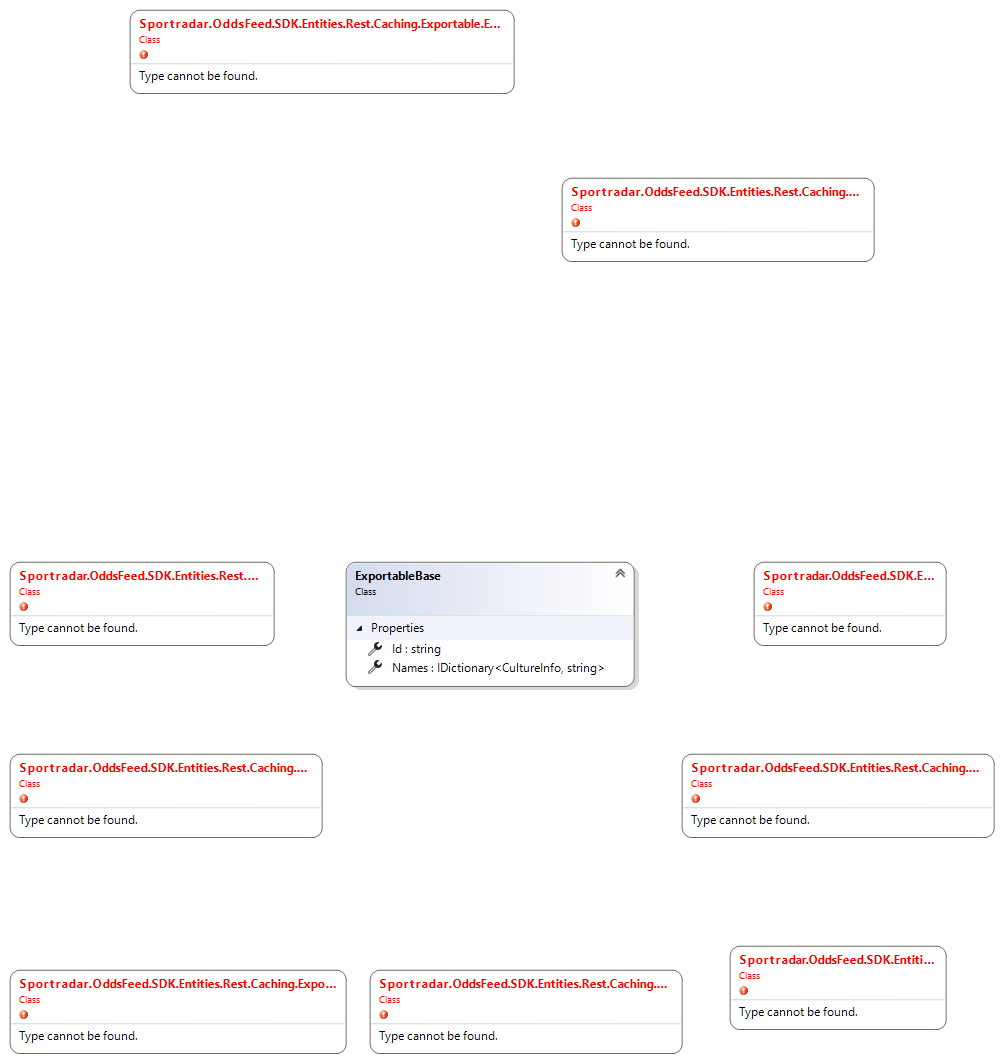 Sportradar.OddsFeed.SDK.Entities.Rest.Caching.Exportable.E...
Class
Type cannot be found.
Sportradar.OddsFeed.SDK.Entities.Rest.Caching....
Class
Type cannot be found.
Sportradar.OddsFeed.SDK.Entities.Rest....
Class
Type cannot be found.
ExportableBase
Class
Properties
Id : string
Names : IDictionary<CultureInfo, string>
Sportradar.OddsFeed.SDK.E...
Class
Type cannot be found.
Sportradar.OddsFeed.SDK.Entities.Rest.Caching....
Class
Type cannot be found.
Sportradar.OddsFeed.SDK.Entities.Rest.Caching....
Class
Type cannot be found.
Sportradar.OddsFeed.SDK.Entities.Rest.Caching.Expo...
Class
Type cannot be found.
Sportradar.OddsFeed.SDK.Entities.Rest.Caching....
Class
Type cannot be found.
Sportradar.OddsFeed.SDK.Entiti...
Class
Type cannot be found.